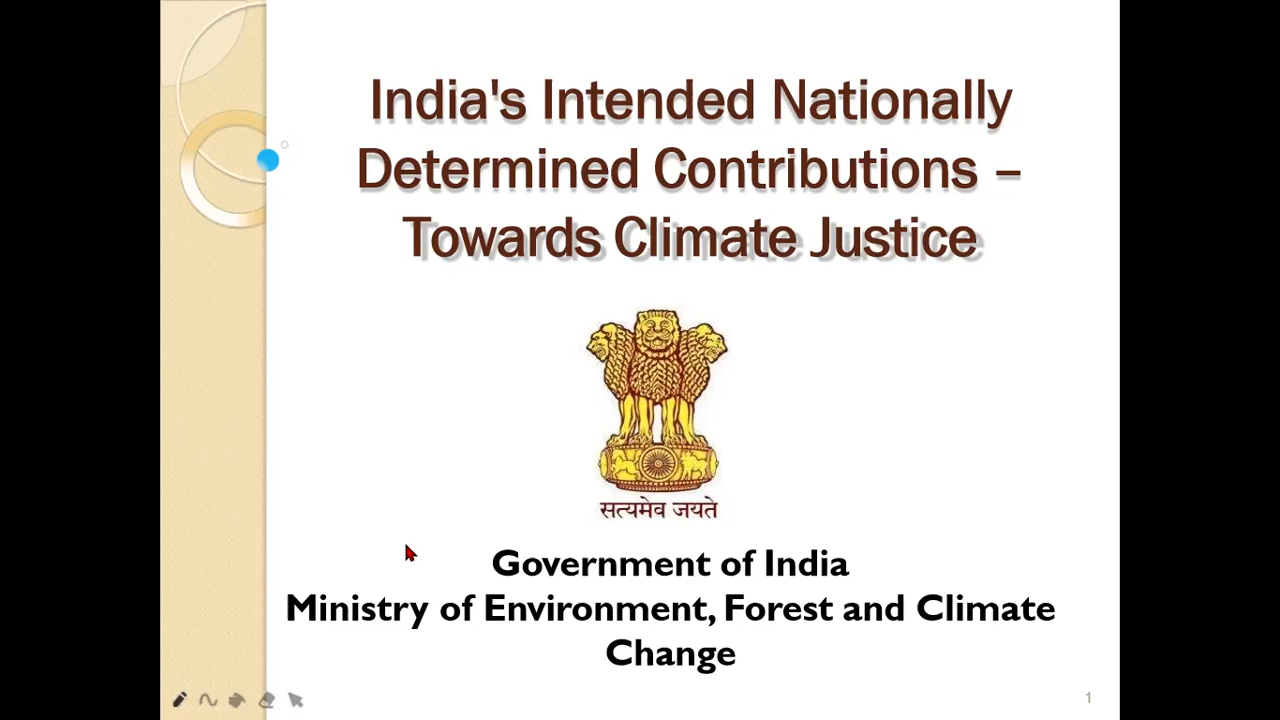 India's Intended Nationally
Determined Contributions –
Towards Climate Justice
सत्यमेव जयते
Government of India
Ministry of Environment, Forest and Climate
Change
1